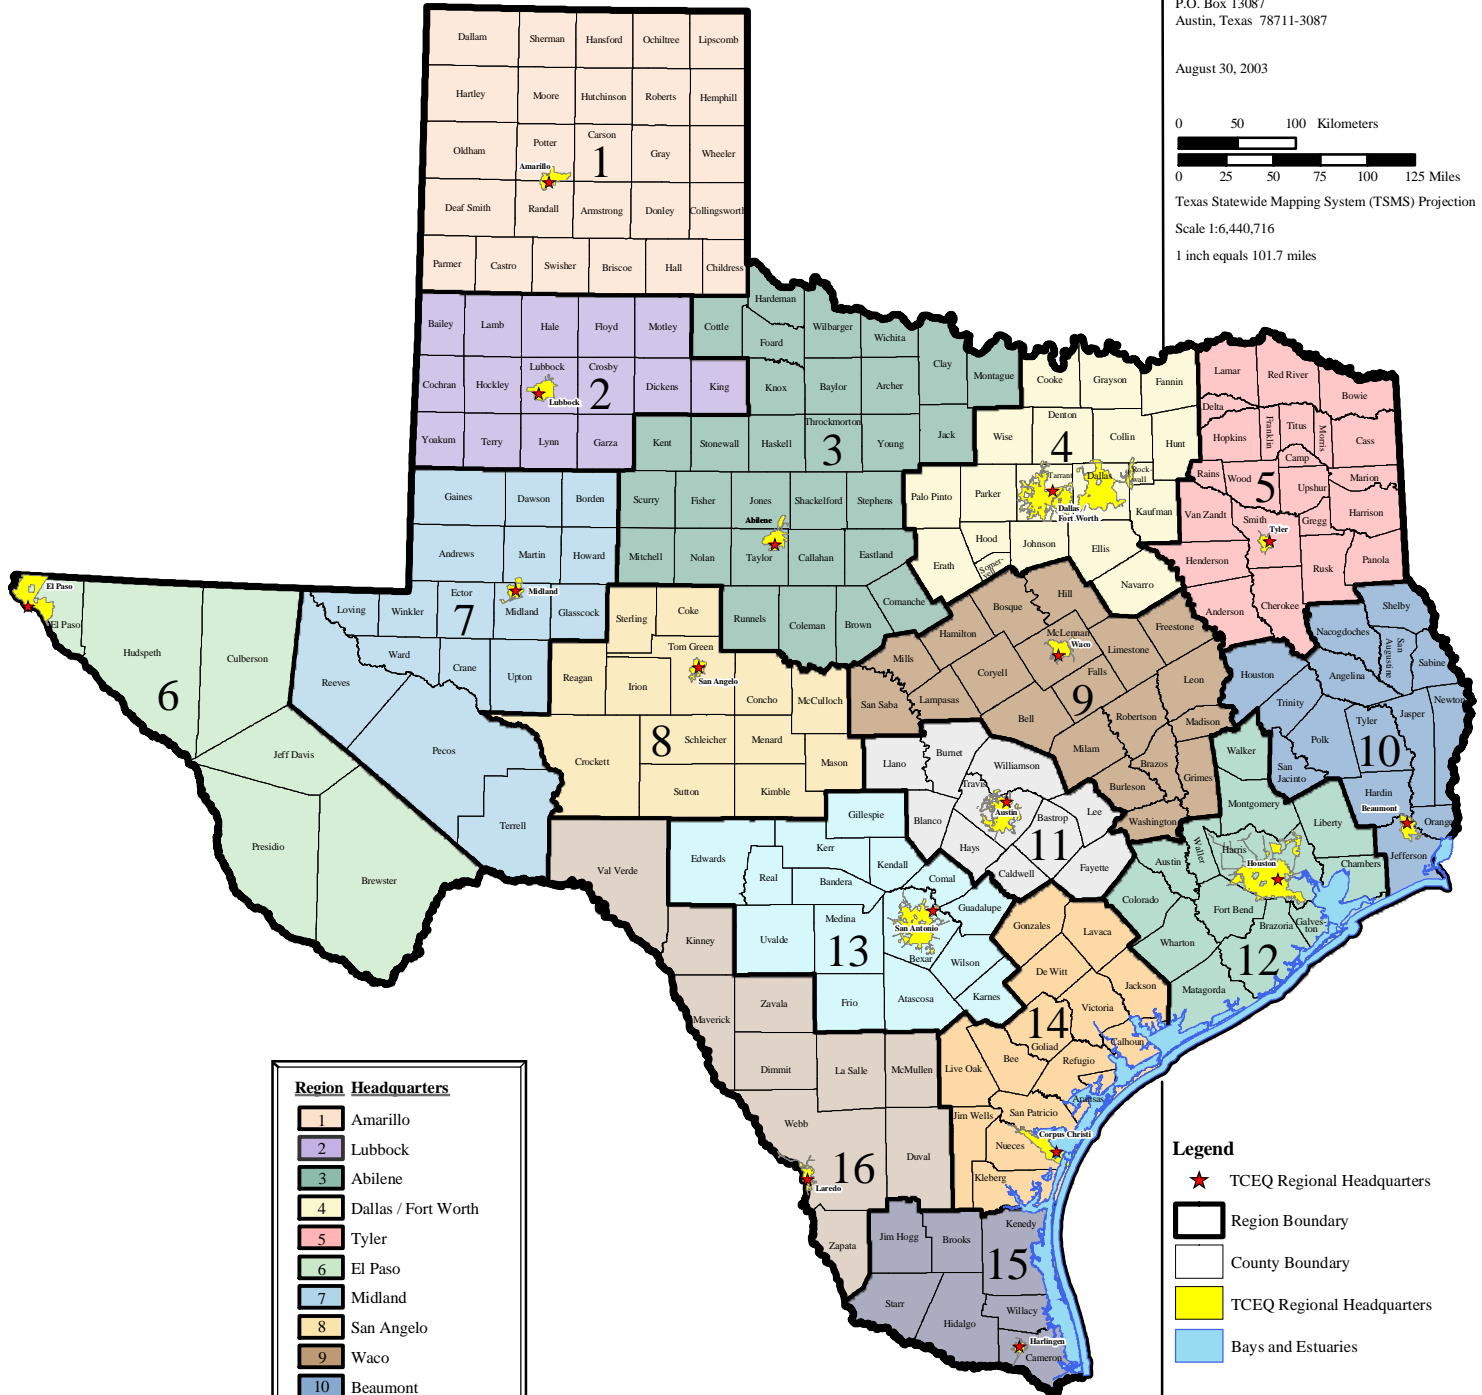 P.O. Box 13087
Austin, Texas 78711-3087
August 30, 2003
0 50 100 Kilometers
0 25 50 75 100 125 Miles
Texas Statewide Mapping System (TSMS) Projection
Scale 1:6,440,716
1 inch equals 101.7 miles
Dallam Sherman Hansford Ochiltree Lipscomb
Hartley Moore Hutchinson Roberts Hemphill
Oldham Potter Carson Gray Wheeler
Amarillo 1
Deaf Smith Randall Armstrong Donley Collingsworth
Parmer Castro Swisher Briscoe Hall Childress
Bailey Lamb Hale Floyd Motley
Cochran Hockley Lubbock Crosby Dickens King
Lubbock 2
Yoakum Terry Lynn Garza
Cottle Hardeman Foard Wilbarger Wichita Clay Montague
Knox Baylor Archer Jack
Kent Stonewall Haskell Throckmorton Young
3
Scurry Fisher Jones Shackelford Stephens
Abilene
Mitchell Nolan Taylor Callahan Eastland
Runnels Coleman Brown Comanche
Cooke Grayson Fannin
Wise Denton Collin Hunt
4
Palo Pinto Parker Tarrant Dallas Rock-
wall
Dallas /
Fort Worth
Kaufman
Erath Hood Somer-
vell
Johnson Ellis Navarro
Lamar Red River Bowie
Delta Hopkins Franklin Titus Morris Cass
Rains Wood Camp Upshur Marion
5
Van Zandt Smith Gregg Harrison
Tyler
Henderson Rusk Panola
Anderson Cherokee
El Paso
El Paso Hudspeth Culberson
6
Jeff Davis
Presidio Brewster
Gaines Dawson Borden
Andrews Martin Howard
Loving Winkler Ector Midland Glasscock
Midland
7
Reeves Ward Crane Upton
Pecos
Terrell
Sterling Coke
Reagan Irion Tom Green Concho McCulloch
San Angelo
8
Crockett Schleicher Menard Mason
Sutton Kimble
Hill Bosque Hamilton McLennan Limestone Freestone
Waco
Mills Coryell Falls Leon
9
San Saba Lampasas Bell Robertson Madison
Milam Brazos Grimes
Burleson
Washington
Shelby
Nacogdoches San
Augustine
Sabine
Houston Angelina
Trinity Tyler Jasper Newton
Polk 10
San
Jacinto
Hardin
Beaumont
Orange
Jefferson
Llano Burnet Williamson
Travis
Austin
Blanco Hays Bastrop Lee
11
Caldwell Fayette
Walker
Montgomery Liberty
Austin Waller Harris Chambers
Houston
Colorado Fort Bend Brazoria Galves-
ton
Wharton 12
Matagorda
Edwards Gillespie
Kerr Kendall
Real Bandera Comal
Uvalde Medina Guadalupe
San Antonio
13
Bexar Wilson
Frio Atascosa Karnes
Gonzales Lavaca
De Witt Jackson
Victoria
14
Goliad Calhoun
Live Oak Bee Refugio
Aransas
Jim Wells San Patricio
Nueces Corpus Christi
Kleberg
Val Verde
Kinney
Maverick Zavala
Dimmit La Salle McMullen
Webb Duval
16
Laredo
Zapata
Jim Hogg Brooks Kenedy
15
Starr Hidalgo Willacy
Harlingen
Cameron
Region Headquarters
1 Amarillo
2 Lubbock
3 Abilene
4 Dallas / Fort Worth
5 Tyler
6 El Paso
7 Midland
8 San Angelo
9 Waco
10 Beaumont
Legend
TCEQ Regional Headquarters
Region Boundary
County Boundary
TCEQ Regional Headquarters
Bays and Estuaries